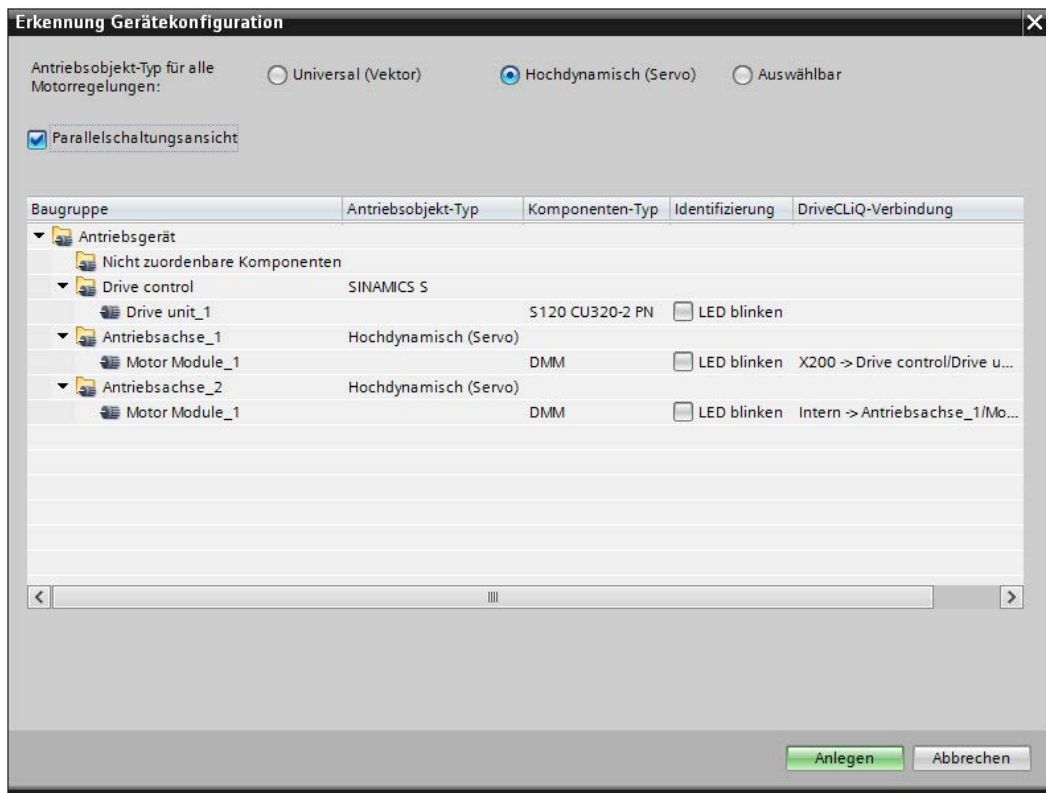 Erkennung Gerätekonfiguration
Antriebsobjekt-Typ für alle
Motorregelungen:
Universal (Vektor)
Hochdynamisch (Servo)
Auswählbar
Parallelschaltungsansicht
Baugruppe Antriebsobjekt-Typ Komponenten-Typ Identifizierung DriveCLiQ-Verbindung
Antriebsgerät
Nicht zuordenbare Komponenten
Drive control SINAMICS S
Drive unit_1 S120 CU320-2 PN LED blinken
Antriebsachse_1 Hochdynamisch (Servo)
Motor Module_1 DMM LED blinken X200 -> Drive control/Drive u...
Antriebsachse_2 Hochdynamisch (Servo)
Motor Module_1 DMM LED blinken Intern -> Antriebsachse_1/Mo...
Anlegen Abbrechen